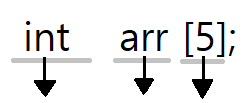 int arr [5];